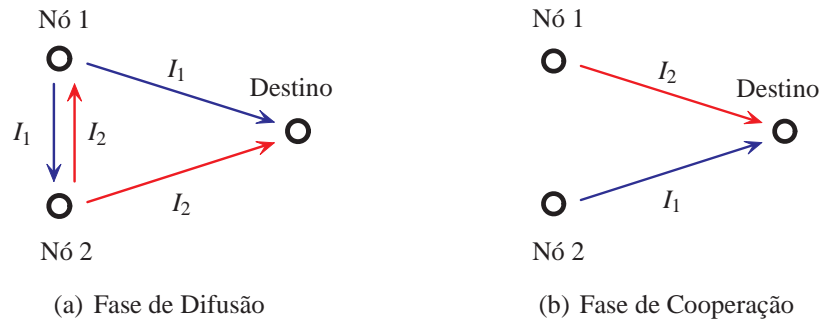 Nó 1
I1
Destino
I1
I2
I2
Nó 2
(a) Fase de Difusão
Nó 1
I2
Destino
I1
Nó 2
(b) Fase de Cooperação